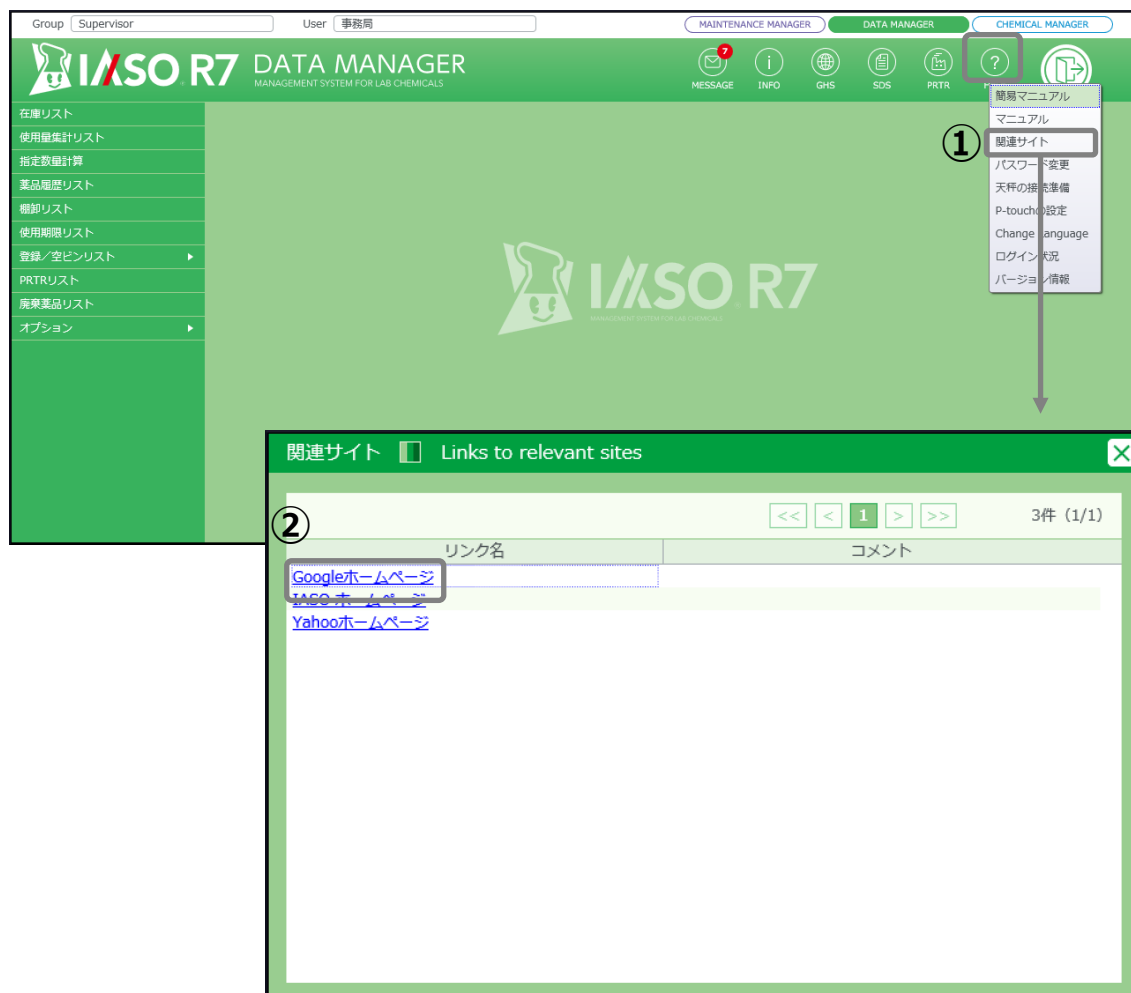 Group Supervisor User 事務局 MAINTENANCE MANAGER DATA MANAGER CHEMICAL MANAGER
IASO R7 DATA MANAGER
MANAGEMENT SYSTEM FOR LAB CHEMICALS
7
MESSAGE INFO GHS SDS PRTR
?
在庫リスト
使用量集計リスト
指定数量計算
薬品履歴リスト
棚卸リスト
使用期限リスト
登録／空ビンリスト
PRTRリスト
廃棄薬品リスト
オプション
簡易マニュアル
マニュアル
①
関連サイト
パスワード変更
天秤の接続準備
P-touchの設定
Change Language
ログイン状況
バージョン情報
IASO R7
MANAGEMENT SYSTEM FOR LAB CHEMICALS
関連サイト Links to relevant sites
<< < 1 > >> 3件（1/1）
②
リンク名 コメント
Googleホームページ
IASO ホームページ
Yahooホームページ